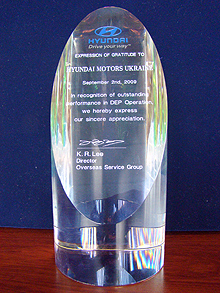 HYUNDAI
Drive your way™
EXPRESSION OF GRATITUDE TO
HYUNDAI MOTORS UKRAINE
September 2nd, 2009
In recognition of outstanding
performance in DEP Operation,
we hereby express
our sincere appreciation.
K. R. Lee
Director
Overseas Service Group